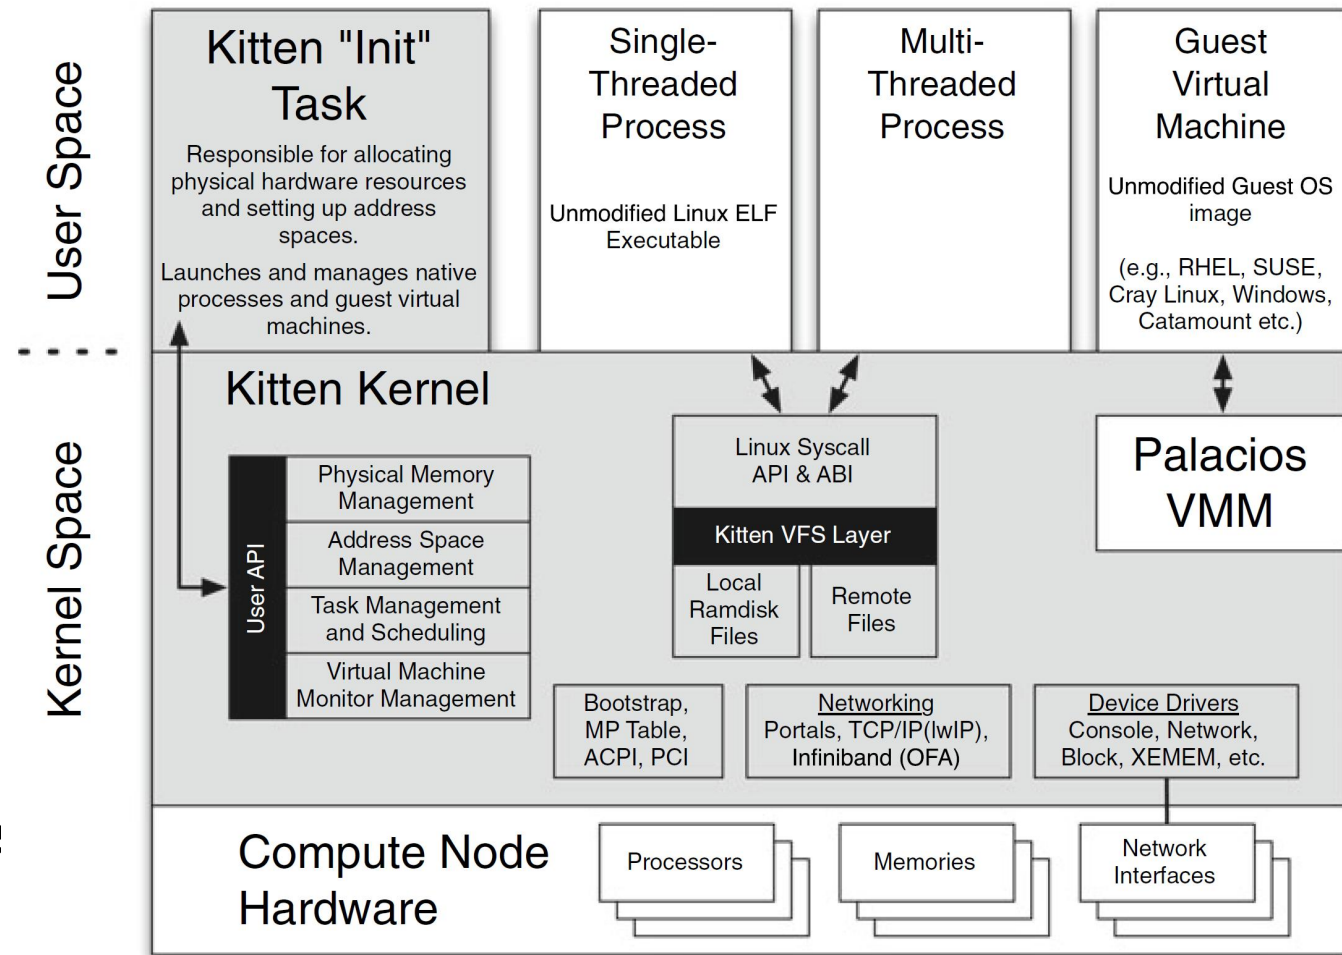 User Space
Kitten "Init"
Task
Responsible for allocating
physical hardware resources
and setting up address
spaces.
Launches and manages native
processes and guest virtual
machines.
Single-
Threaded
Process
Unmodified Linux ELF
Executable
Multi-
Threaded
Process
Guest
Virtual
Machine
Unmodified Guest OS
image
(e.g., RHEL, SUSE,
Cray Linux, Windows,
Catamount etc.)
Kernel Space
Kitten Kernel
User API
Physical Memory
Management
Address Space
Management
Task Management
and Scheduling
Virtual Machine
Monitor Management
Linux Syscall
API & ABI
Kitten VFS Layer
Local
Ramdisk
Files
Remote
Files
Palacios
VMM
Bootstrap,
MP Table,
ACPI, PCI
Networking
Portals, TCP/IP(lwIP),
Infiniband (OFA)
Device Drivers
Console, Network,
Block, XEMEM, etc.
Compute Node
Hardware
Processors
Memories
Network
Interfaces